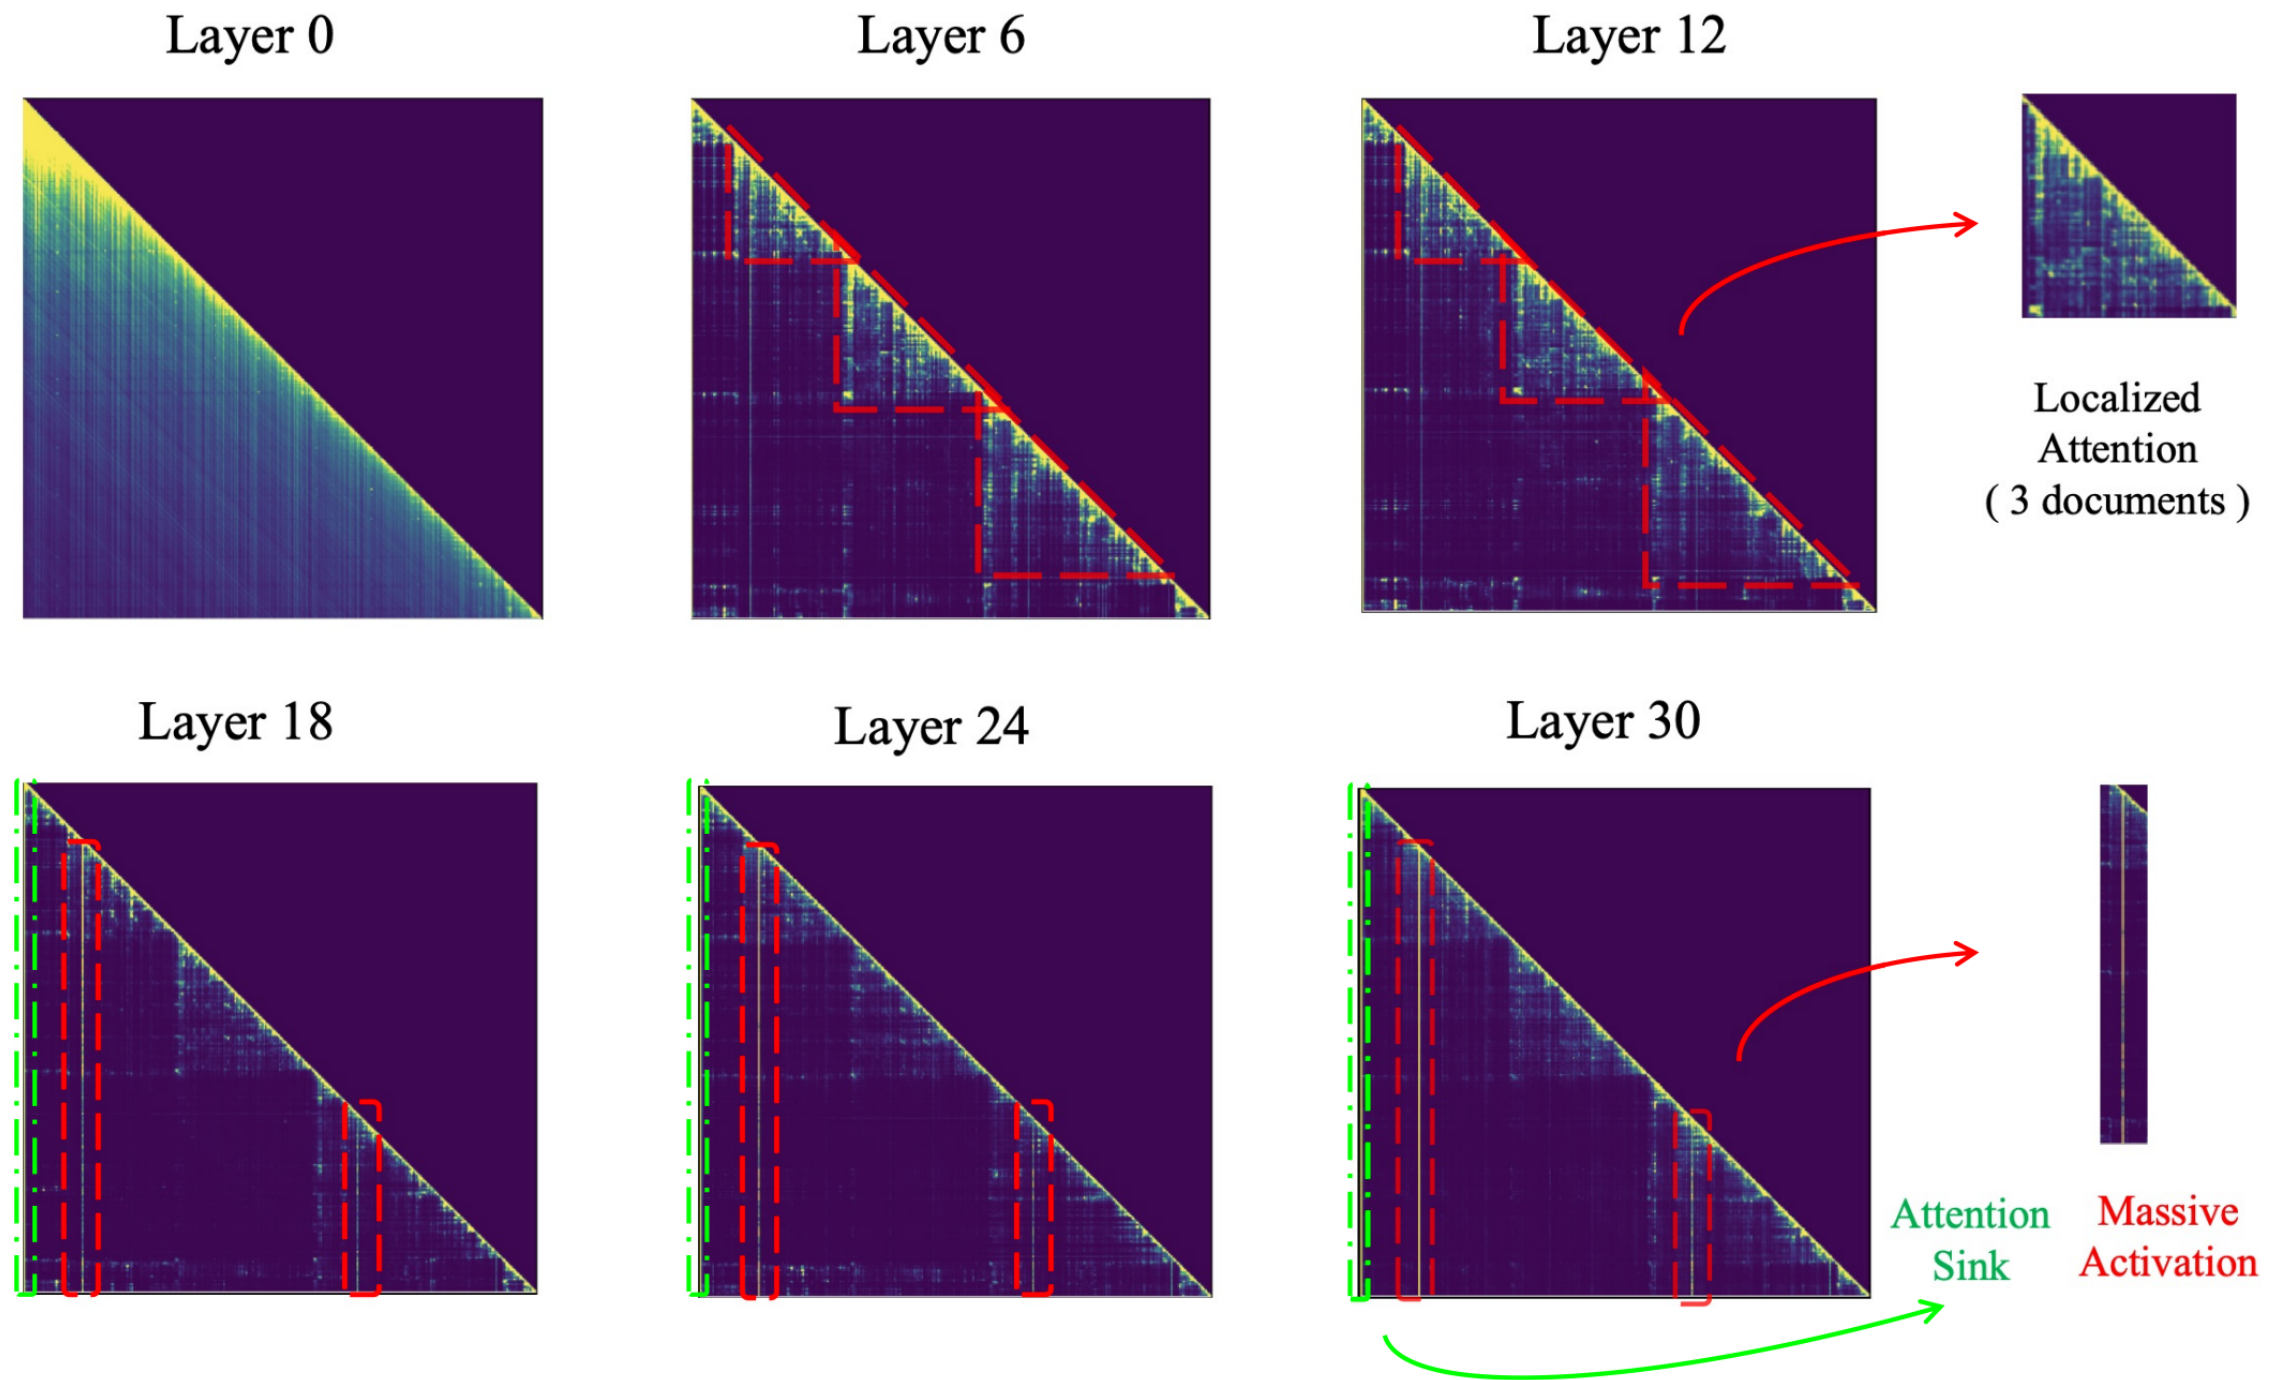 Layer 0
Layer 6
Layer 12
Localized
Attention
( 3 documents )
Layer 18
Layer 24
Layer 30
Attention
Sink
Massive
Activation